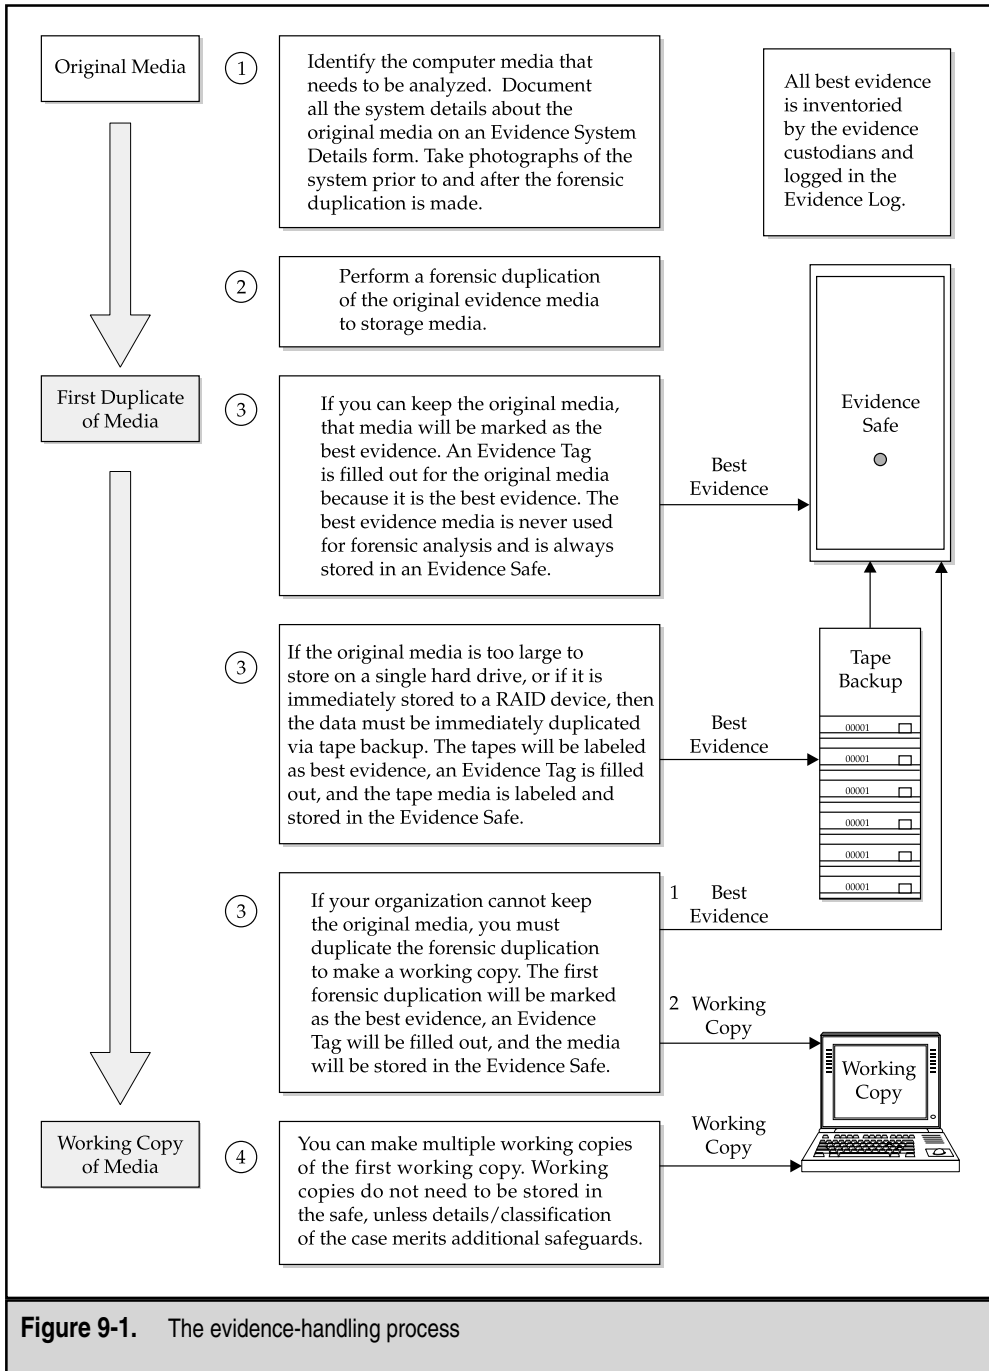 Original Media
1
Identify the computer media that
needs to be analyzed. Document
all the system details about the
original media on an Evidence System
Details form. Take photographs of the
system prior to and after the forensic
duplication is made.
All best evidence
is inventoried
by the evidence
custodians and
logged in the
Evidence Log.
2
Perform a forensic duplication
of the original evidence media
to storage media.
First Duplicate
of Media
3
If you can keep the original media,
that media will be marked as the
best evidence. An Evidence Tag
is filled out for the original media
because it is the best evidence. The
best evidence media is never used
for forensic analysis and is always
stored in an Evidence Safe.
Best
Evidence
Evidence
Safe
3
If the original media is too large to
store on a single hard drive, or if it is
immediately stored to a RAID device, then
the data must be immediately duplicated
via tape backup. The tapes will be labeled
as best evidence, an Evidence Tag is filled
out, and the tape media is labeled and
stored in the Evidence Safe.
Best
Evidence
Tape
Backup
00001
00001
00001
00001
00001
00001
3
If your organization cannot keep
the original media, you must
duplicate the forensic duplication
to make a working copy. The first
forensic duplication will be marked
as the best evidence, an Evidence
Tag will be filled out, and the media
will be stored in the Evidence Safe.
1 Best
Evidence
2 Working
Copy
Working
Copy
Working Copy
of Media
4
You can make multiple working copies
of the first working copy. Working
copies do not need to be stored in
the safe, unless details/classification
of the case merits additional safeguards.
Working
Copy
Figure 9-1. The evidence-handling process